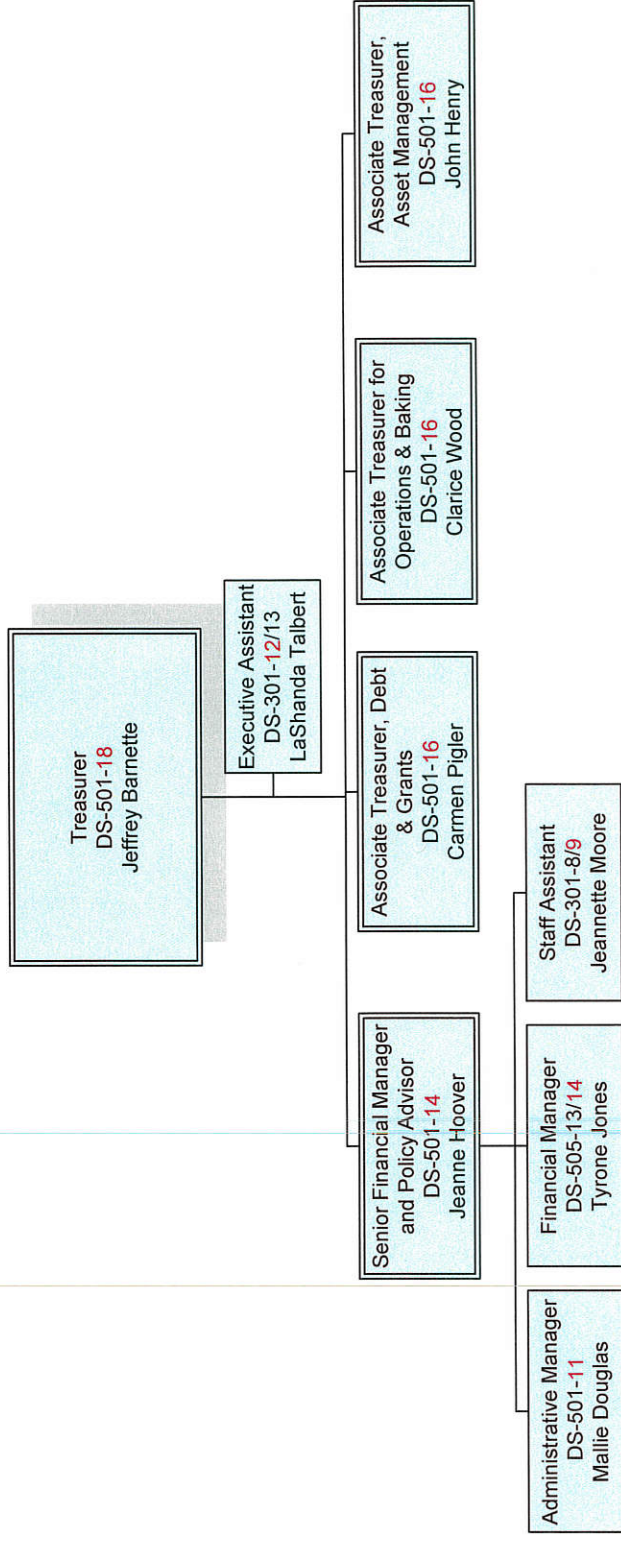 Treasurer
DS-501-18
Jeffrey Barnette
Executive Assistant
DS-301-12/13
LaShanda Talbert
Senior Financial Manager
and Policy Advisor
DS-501-14
Jeanne Hoover
Associate Treasurer, Debt
& Grants
DS-501-16
Carmen Pigler
Associate Treasurer for
Operations & Baking
DS-501-16
Clarice Wood
Associate Treasurer,
Asset Management
DS-501-16
John Henry
Administrative Manager
DS-501-11
Mallie Douglas
Financial Manager
DS-505-13/14
Tyrone Jones
Staff Assistant
DS-301-8/9
Jeannette Moore